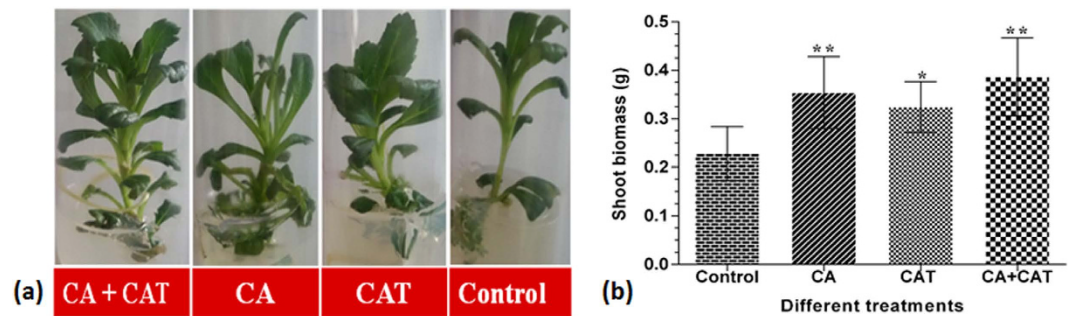 (a)
CA + CAT
CA
CAT
Control
(b)
Shoot biomass (g)
0.5
0.4
0.3
0.2
0.1
0.0
**
*
**
Control
CA
CAT
CA+CAT
Different treatments